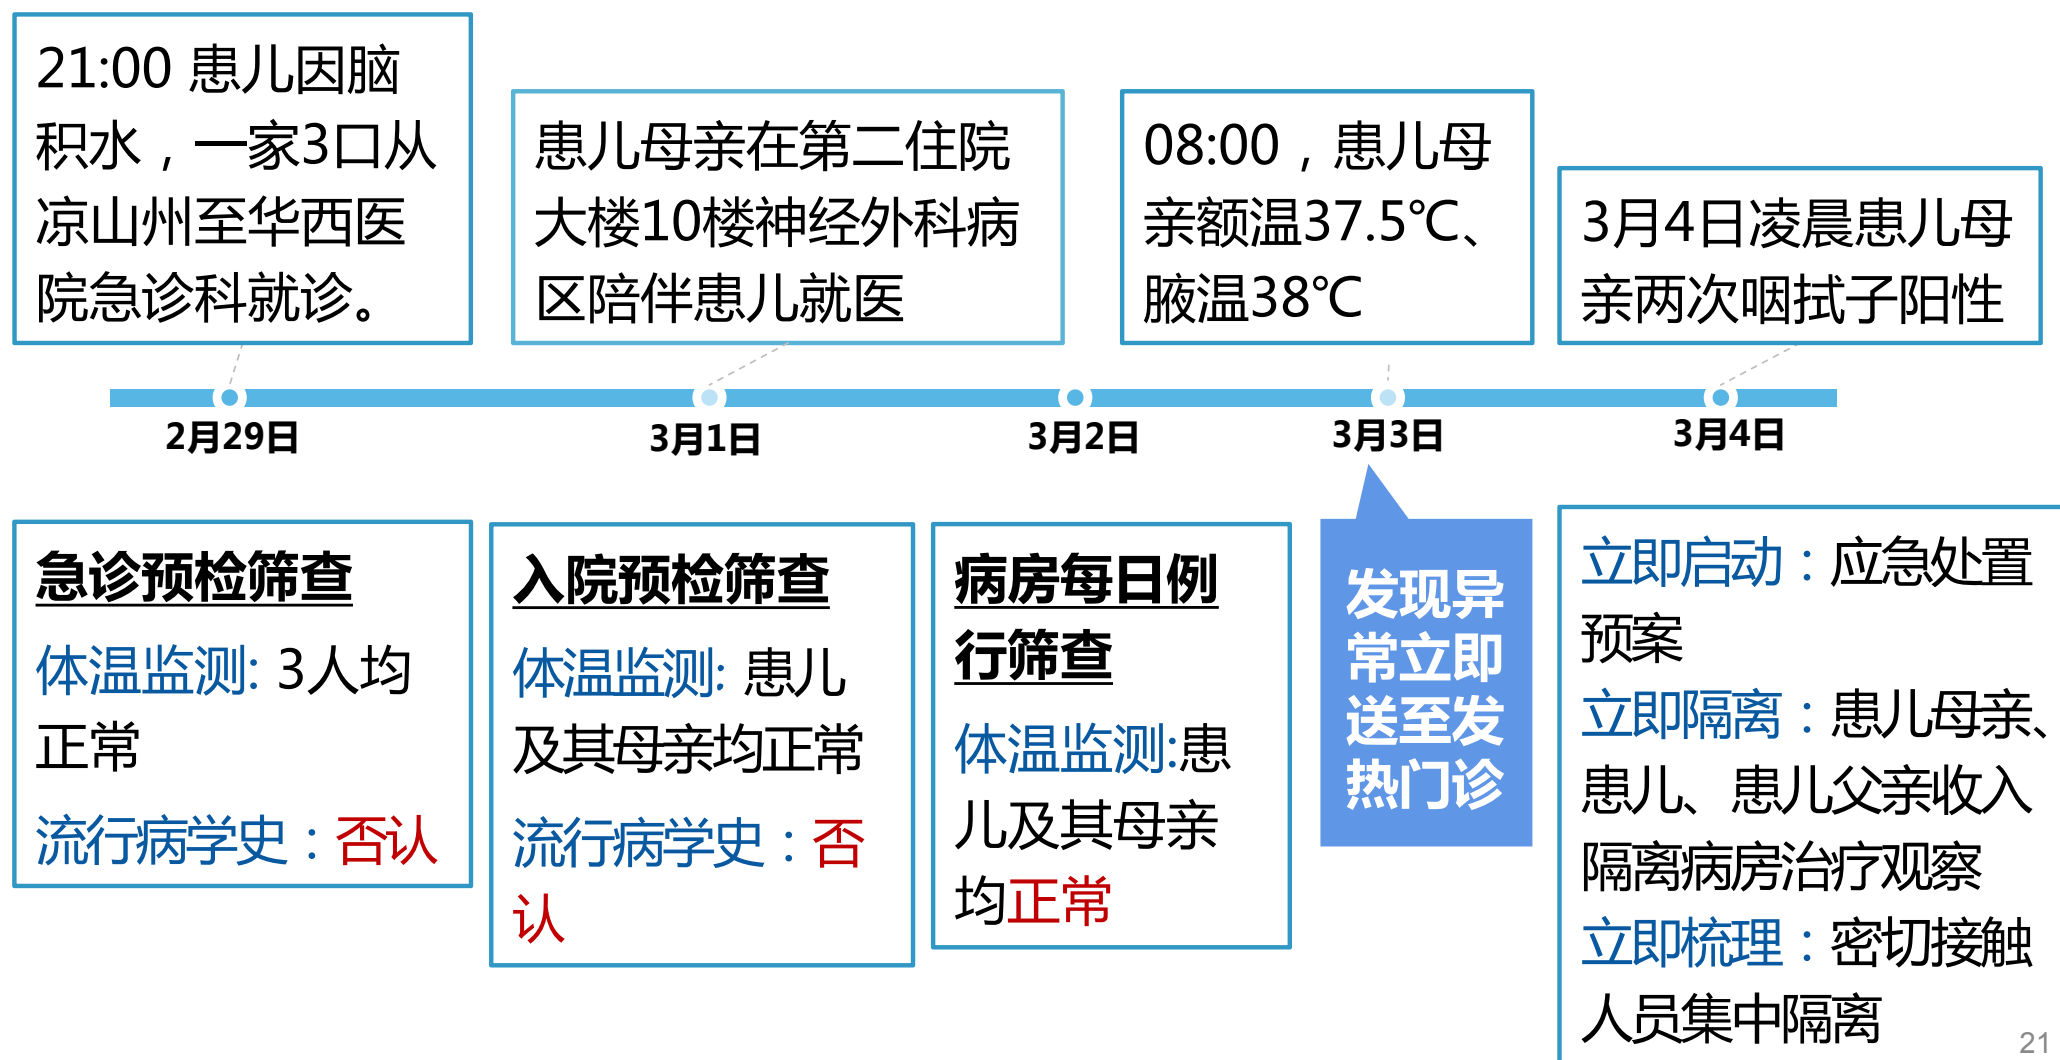 21:00 患儿因脑
积水，一家3口从
凉山州至华西医
院急诊科就诊。
患儿母亲在第二住院
大楼10楼神经外科病
区陪伴患儿就医
08:00，患儿母
亲额温37.5℃、
腋温38℃
3月4日凌晨患儿母
亲两次咽拭子阳性
2月29日
3月1日
3月2日
3月3日
3月4日
急诊预检筛查
体温监测: 3人均
正常
流行病学史：否认
入院预检筛查
体温监测: 患儿
及其母亲均正常
流行病学史：否
认
病房每日例
行筛查
体温监测:患
儿及其母亲
均正常
发现异
常立即
送至发
热门诊
立即启动：应急处置
预案
立即隔离：患儿母亲、
患儿、患儿父亲收入
隔离病房治疗观察
立即梳理：密切接触
人员集中隔离
21